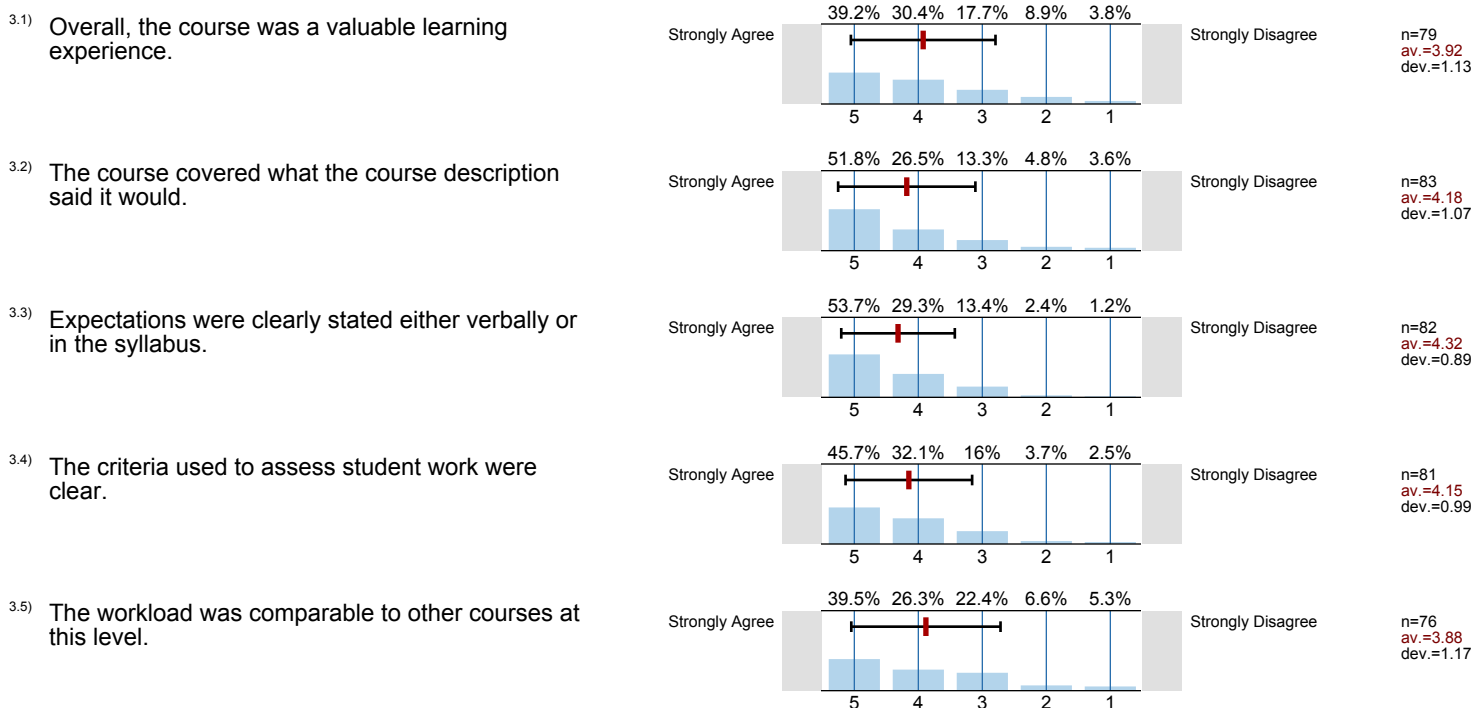 3.1) Overall, the course was a valuable learning
experience.
39.2% 30.4% 17.7% 8.9% 3.8%
Strongly Agree
Strongly Disagree
n=79
av.=3.92
dev.=1.13
5 4 3 2 1
3.2) The course covered what the course description
said it would.
51.8% 26.5% 13.3% 4.8% 3.6%
Strongly Agree
Strongly Disagree
n=83
av.=4.18
dev.=1.07
5 4 3 2 1
3.3) Expectations were clearly stated either verbally or
in the syllabus.
53.7% 29.3% 13.4% 2.4% 1.2%
Strongly Agree
Strongly Disagree
n=82
av.=4.32
dev.=0.89
5 4 3 2 1
3.4) The criteria used to assess student work were
clear.
45.7% 32.1% 16% 3.7% 2.5%
Strongly Agree
Strongly Disagree
n=81
av.=4.15
dev.=0.99
5 4 3 2 1
3.5) The workload was comparable to other courses at
this level.
39.5% 26.3% 22.4% 6.6% 5.3%
Strongly Agree
Strongly Disagree
n=76
av.=3.88
dev.=1.17
5 4 3 2 1